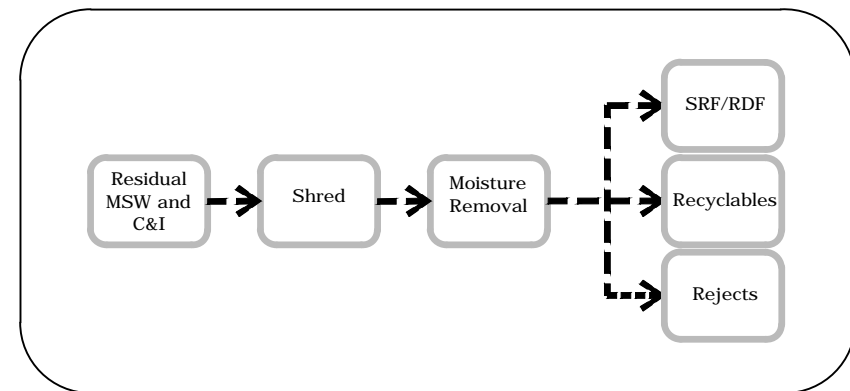 Residual
MSW and
C&I
Shred
Moisture
Removal
SRF/RDF
Recyclables
Rejects